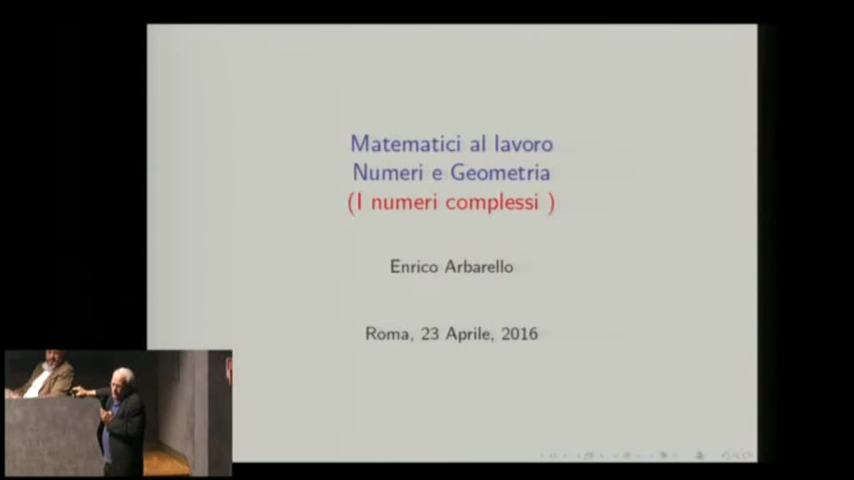 Matematici al lavoro
Numeri e Geometria
(I numeri complessi )
Enrico Arbarello
Roma, 23 Aprile, 2016